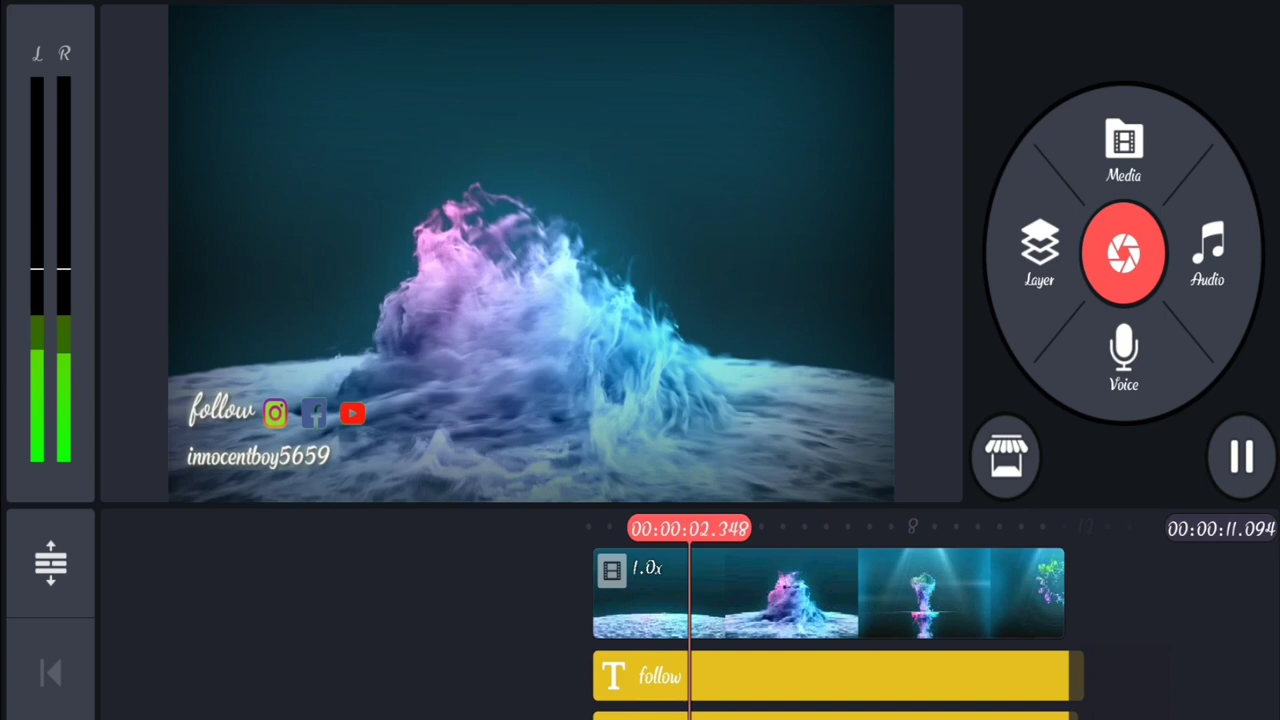 L R
Media
Layer
Audio
Voice
follow
innocentboy5659
00:00:02.348
8
12
00:00:11.094
1.0x
T follow